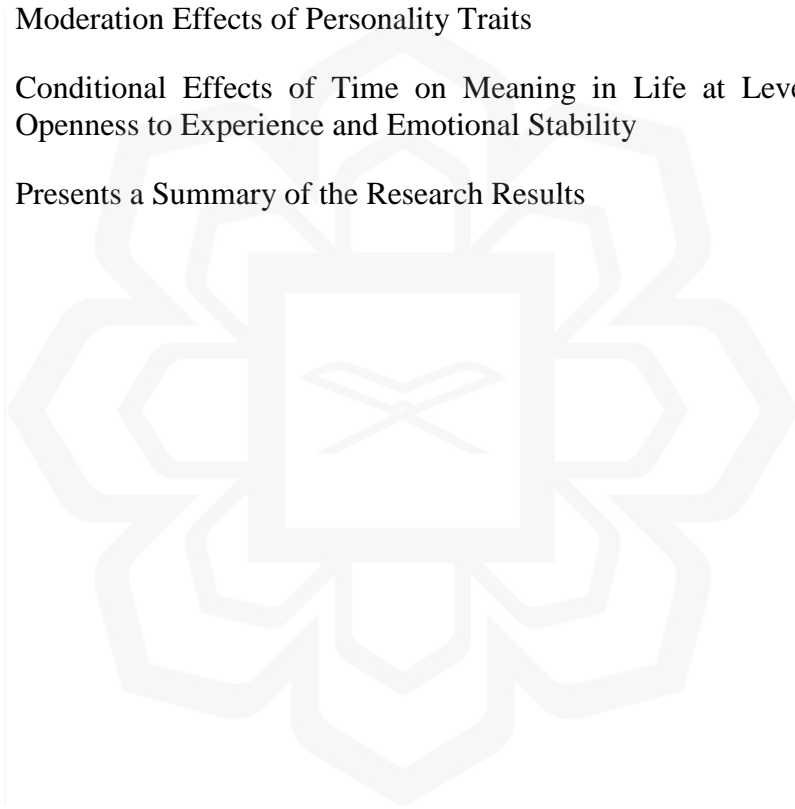 Moderation Effects of Personality Traits
Conditional Effects of Time on Meaning in Life at Leve
Openness to Experience and Emotional Stability
Presents a Summary of the Research Results